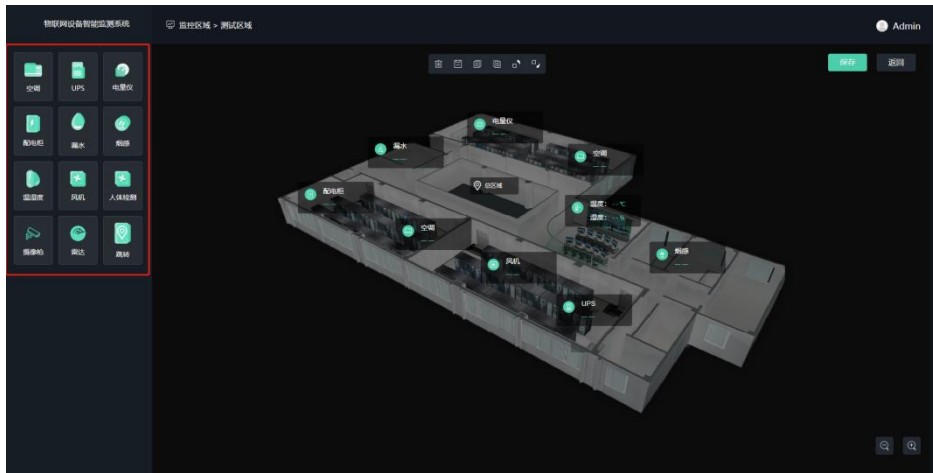 物联网设备智能监测系统
监控区域 > 测试区域
Admin
保存
返回
空调
UPS
电量仪
配电柜
漏水
烟感
温湿度
风机
人体检测
摄像枪
雷达
跳转
电量仪
漏水
空调
配电柜
总区域
温度: --℃
湿度: --%
空调
烟感
风机
UPS